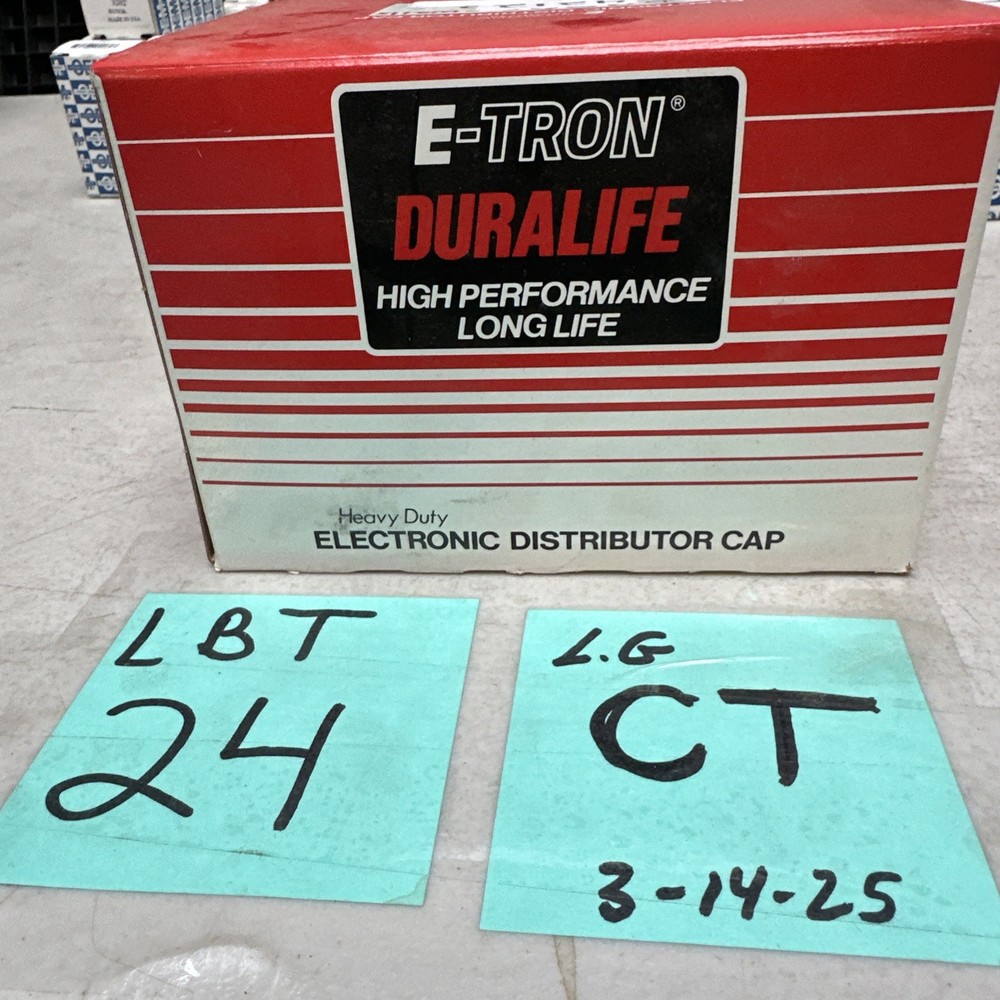 E-TRON®
DURALIFE
HIGH PERFORMANCE
LONG LIFE
Heavy Duty
ELECTRONIC DISTRIBUTOR CAP
LBT
24
L.G
CT
3-14-25